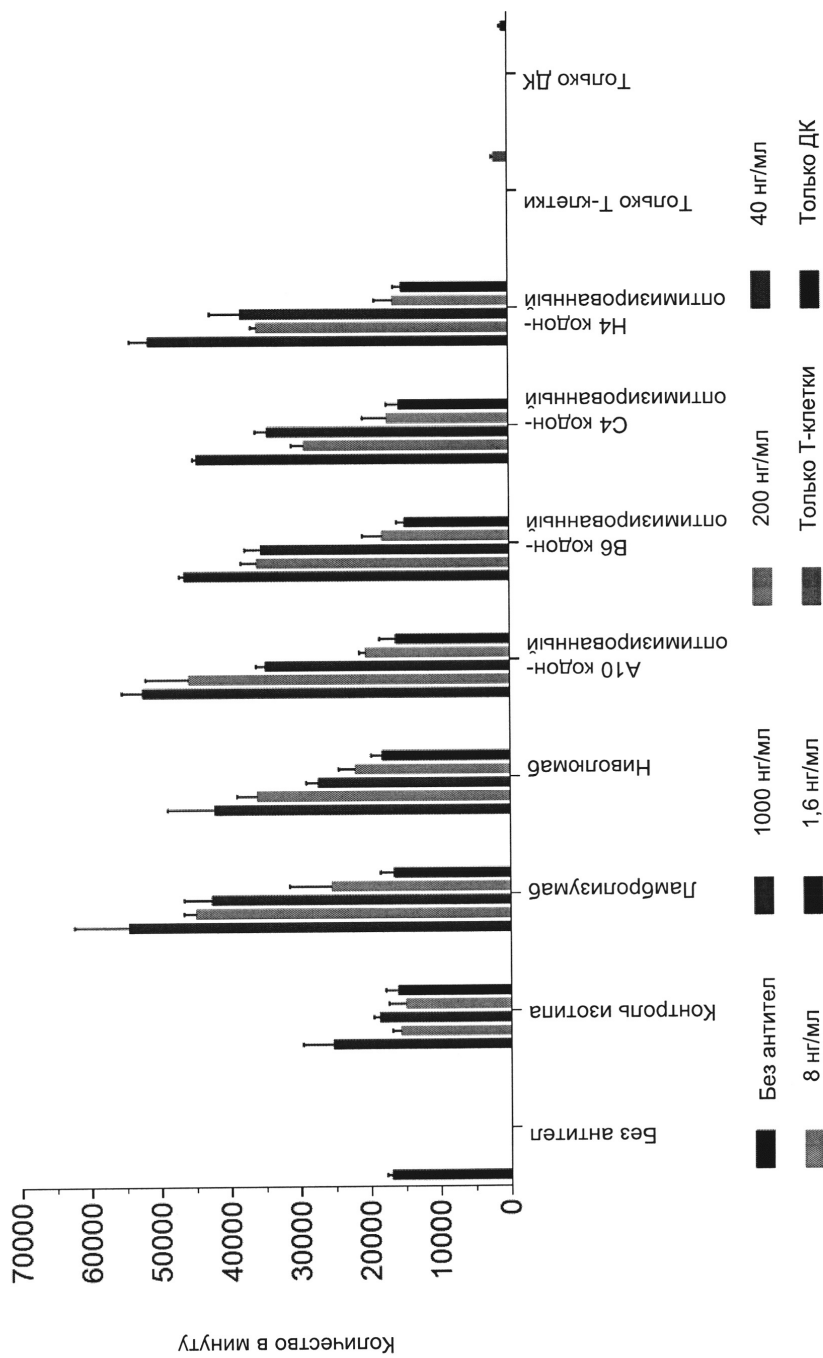 Количество в минуту
70000
60000
50000
40000
30000
20000
10000
0
Без антител
Контроль изотипа
Ламбролизумаб
Ниволюмаб
A10 кодон-
оптимизированный
B6 кодон-
оптимизированный
C4 кодон-
оптимизированный
H4 кодон-
оптимизированный
Только Т-клетки
Только ДК
Без антител
1000 нг/мл
200 нг/мл
40 нг/мл
8 нг/мл
1,6 нг/мл
Только Т-клетки
Только ДК